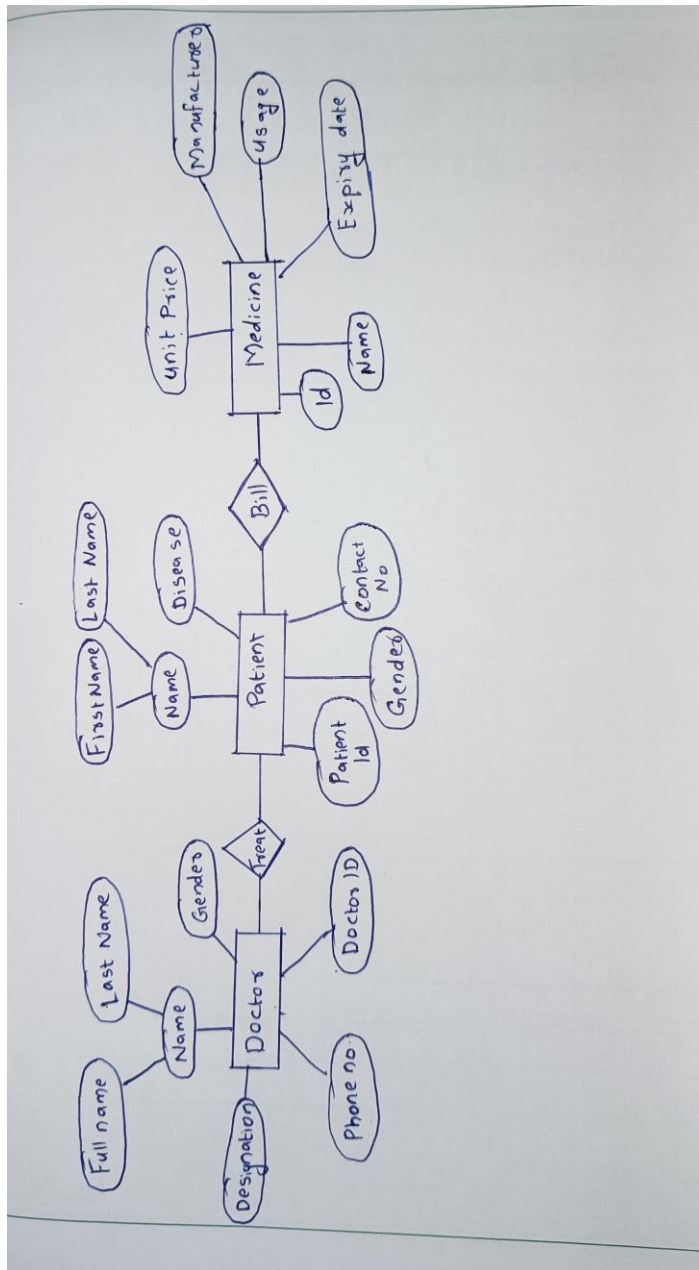 Full name
Last Name
Name
Designation
Doctor
Gender
Phone no.
Doctor ID
Treat
First Name
Last Name
Name
Disease
Patient
Patient
Id
Gender
Contact
No
Bill
Unit Price
Manufacturer
Usage
Medicine
Id
Name
Expiry date